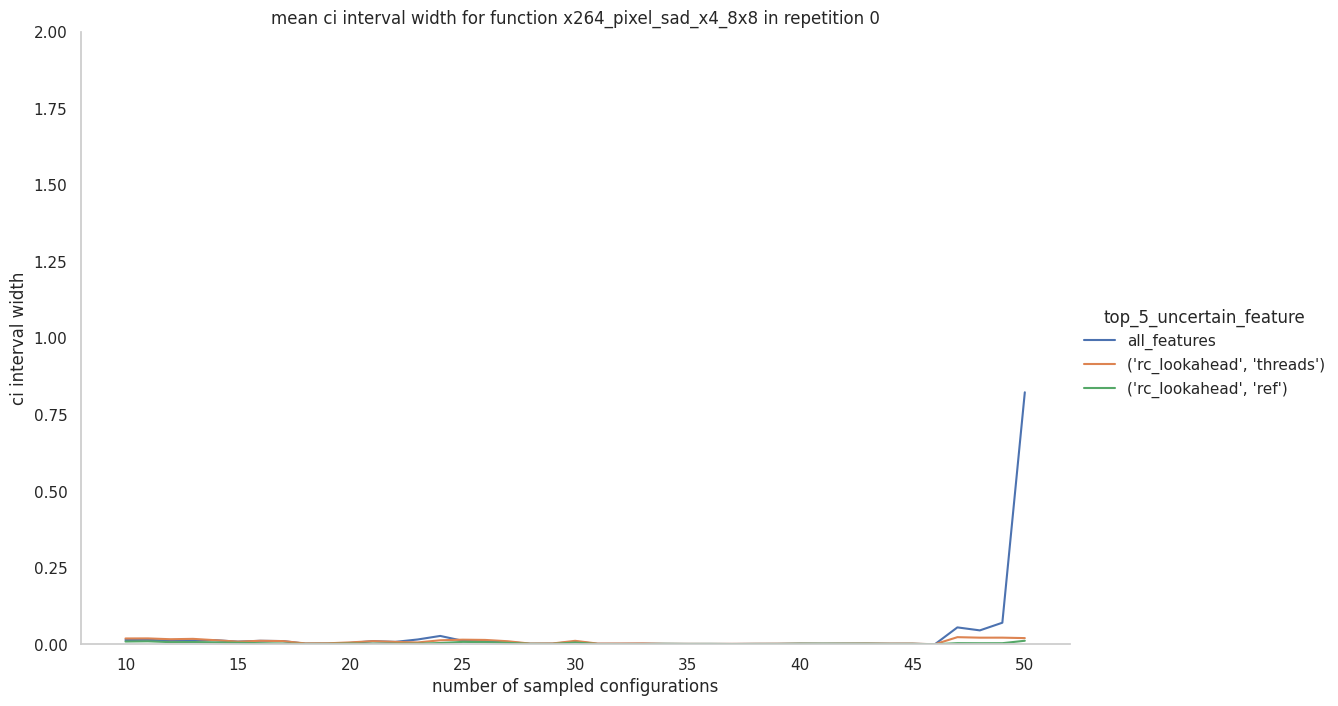 mean ci interval width for function x264_pixel_sad_x4_8x8 in repetition 0
2.00
1.75
1.50
1.25
1.00
0.75
0.50
0.25
0.00
ci interval width
10 15 20 25 30 35 40 45 50
number of sampled configurations
top_5_uncertain_feature
all_features
('rc_lookahead', 'threads')
('rc_lookahead', 'ref')